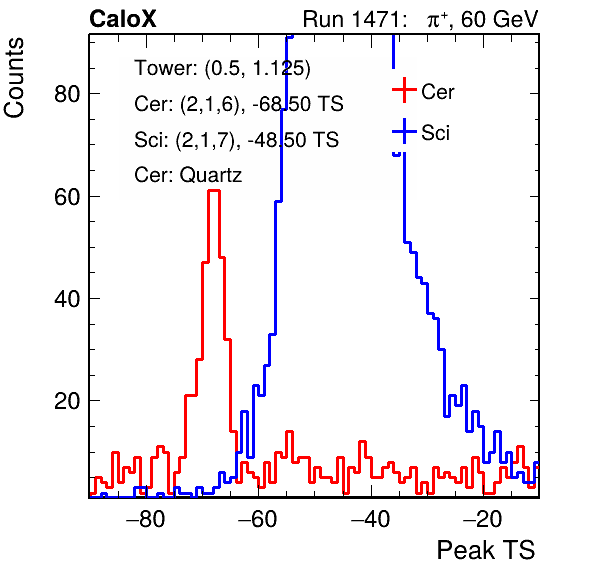 CaloX Run 1471: π⁺, 60 GeV
Counts
Tower: (0.5, 1.125)
Cer: (2,1,6), -68.50 TS
Sci: (2,1,7), -48.50 TS
Cer: Quartz
Cer
Sci
80
60
40
20
−80 −60 −40 −20
Peak TS